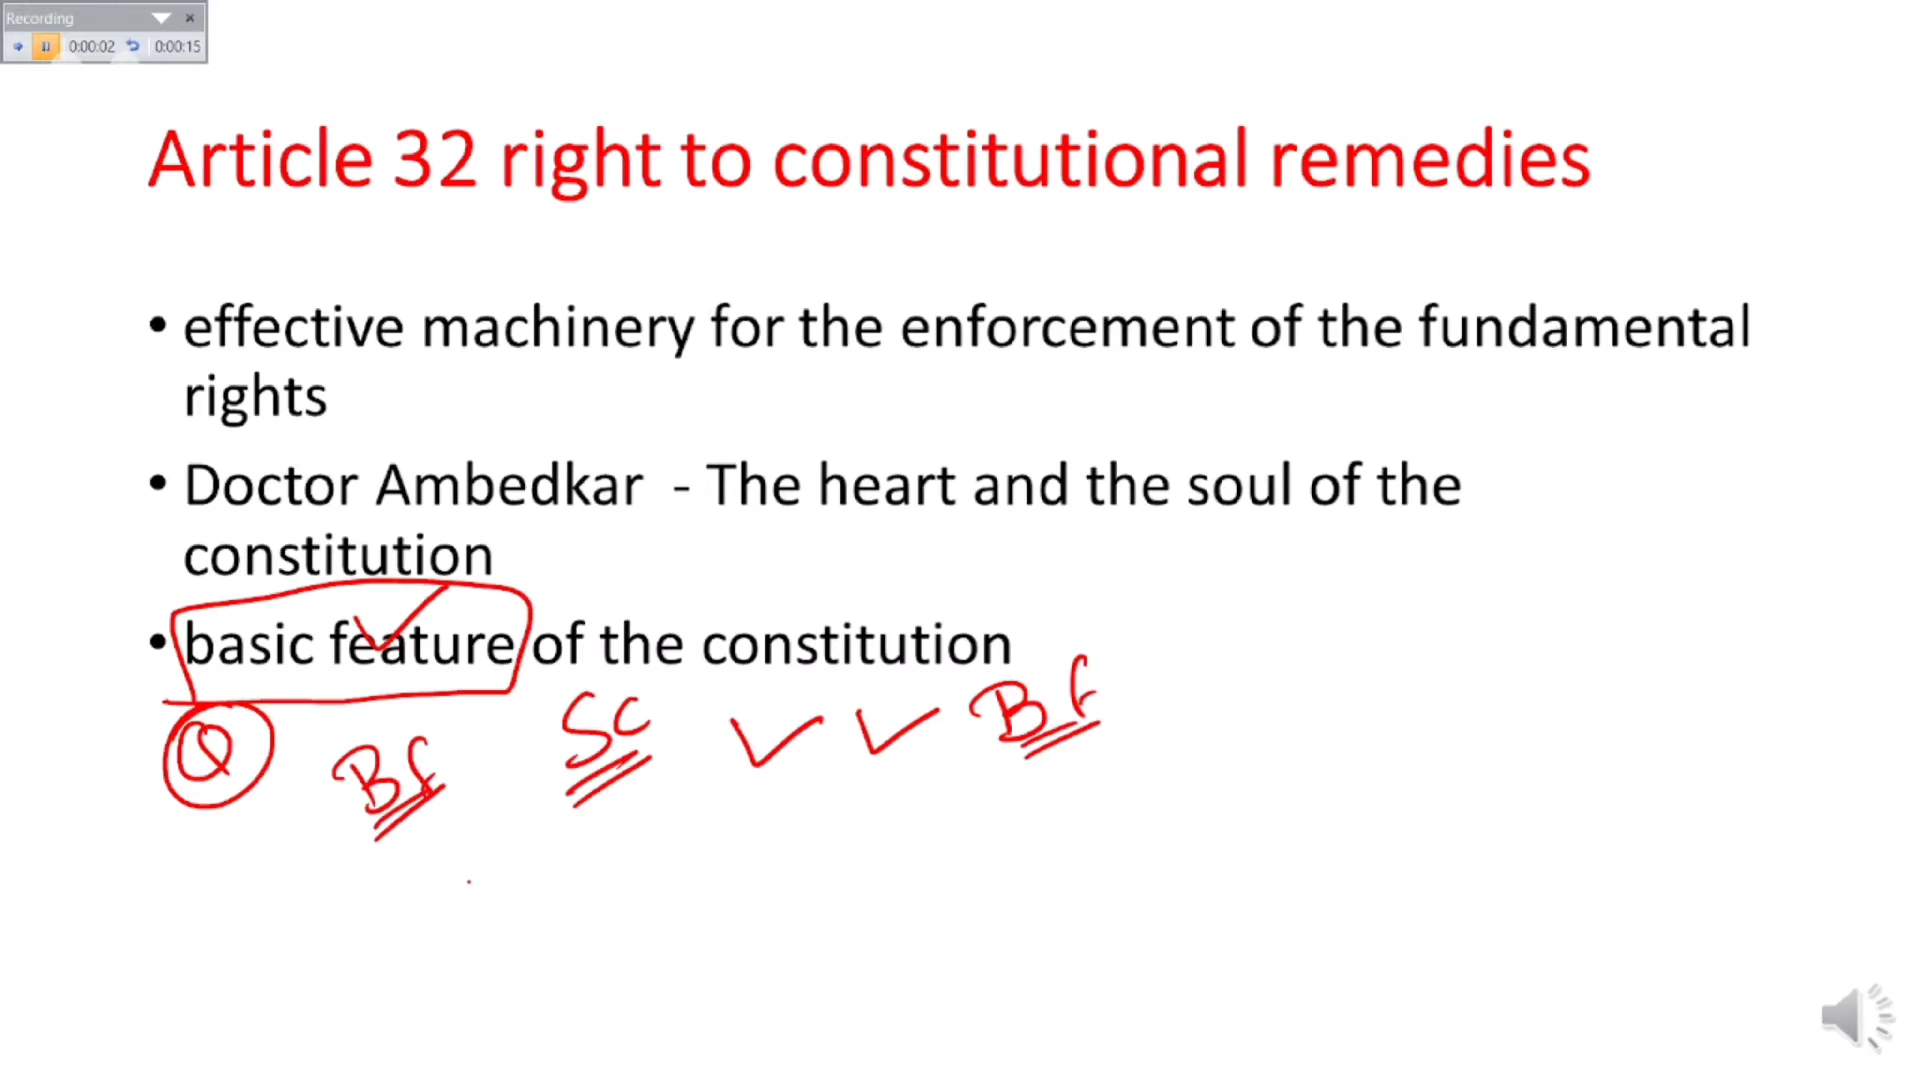 Recording
0:00:02 0:00:15
Article 32 right to constitutional remedies
• effective machinery for the enforcement of the fundamental
rights
• Doctor Ambedkar - The heart and the soul of the
constitution
• basic feature of the constitution
Q Bf Sc Bf